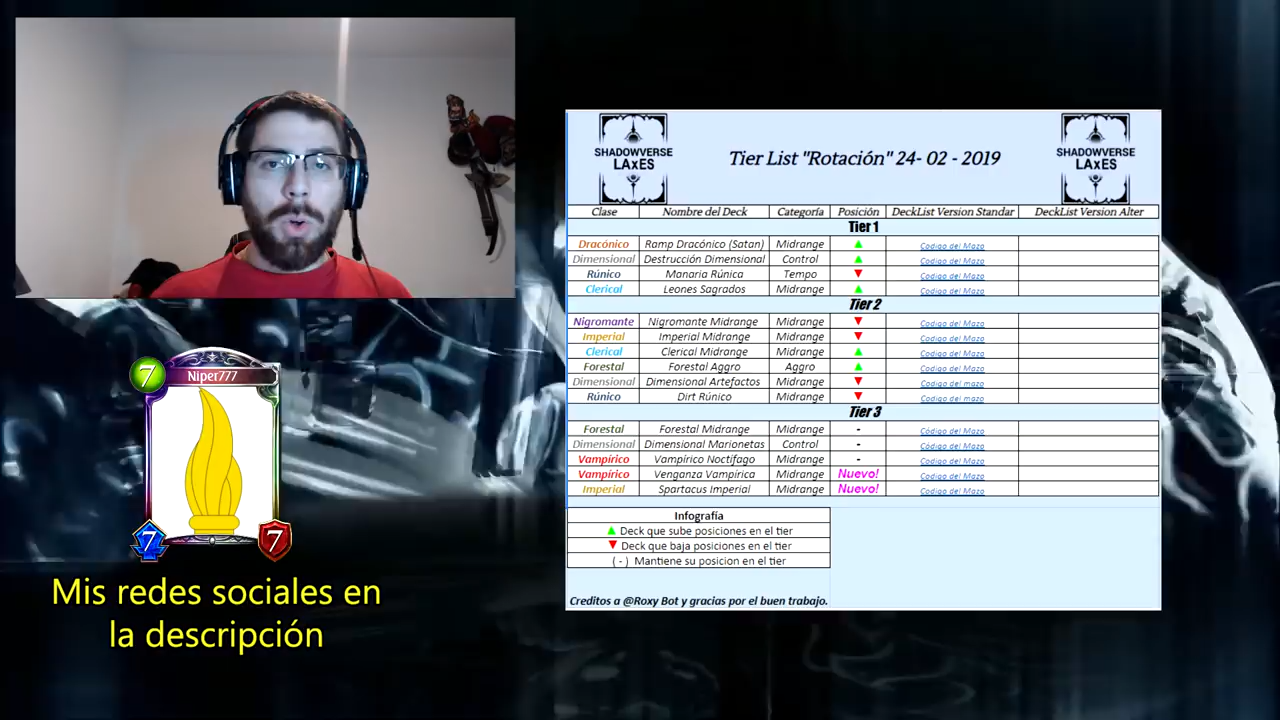 Niper777
7
7
7
Mis redes sociales en
la descripción
SHADOWVERSE
LAxES
Tier List "Rotación" 24- 02 - 2019
SHADOWVERSE
LAxES
Clase Nombre del Deck Categoría Posición DeckList Version Standar DeckList Version Alter
Tier 1
Dracónico Ramp Dracónico (Satan) Midrange ▲ Codigo del Mazo
Dimensional Destrucción Dimensional Control ▲ Codigo del Mazo
Rúnico Manaria Rúnica Tempo ▼ Codigo del Mazo
Clerical Leones Sagrados Midrange ▲ Codigo del Mazo
Tier 2
Nigromante Nigromante Midrange Midrange ▼ Codigo del Mazo
Imperial Imperial Midrange Midrange ▼ Codigo del Mazo
Clerical Clerical Midrange Midrange ▲ Codigo del Mazo
Forestal Forestal Aggro Aggro ▲ Codigo del Mazo
Dimensional Dimensional Artefactos Midrange ▼ Codigo del mazo
Rúnico Dirt Rúnico Midrange ▼ Codigo del mazo
Tier 3
Forestal Forestal Midrange Midrange - Código del Mazo
Dimensional Dimensional Marionetas Control - Código del Mazo
Vampírico Vampírico Noctífago Midrange - Codigo del Mazo
Vampírico Venganza Vampírica Midrange Nuevo! Codigo del Mazo
Imperial Spartacus Imperial Midrange Nuevo! Codigo del Mazo
Infografía
▲ Deck que sube posiciones en el tier
▼ Deck que baja posiciones en el tier
( - ) Mantiene su posicion en el tier
Creditos a @Roxy Bot y gracias por el buen trabajo.